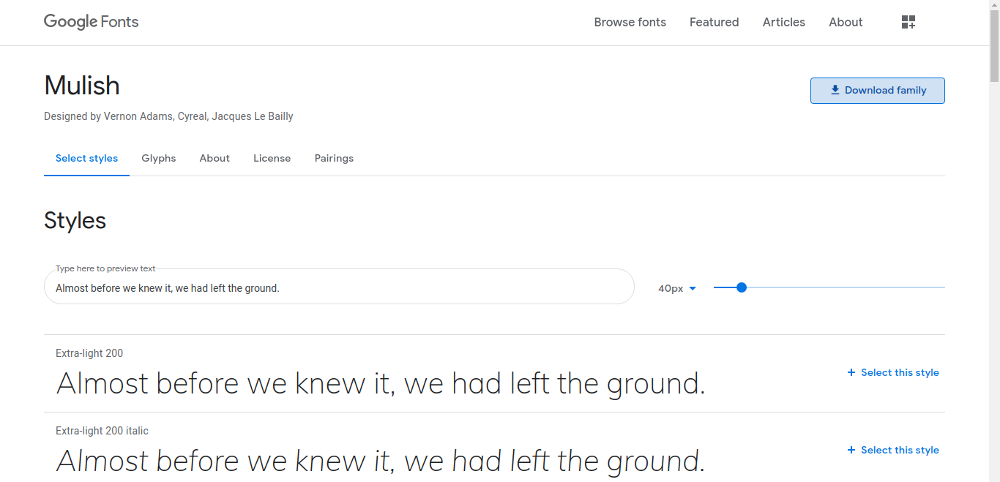 Google Fonts
Browse fonts Featured Articles About
Mulish
Download family
Designed by Vernon Adams, Cyreal, Jacques Le Bailly
Select styles Glyphs About License Pairings
Styles
Type here to preview text
Almost before we knew it, we had left the ground.
40px
Extra-light 200
Almost before we knew it, we had left the ground.
+ Select this style
Extra-light 200 italic
Almost before we knew it, we had left the ground.
+ Select this style